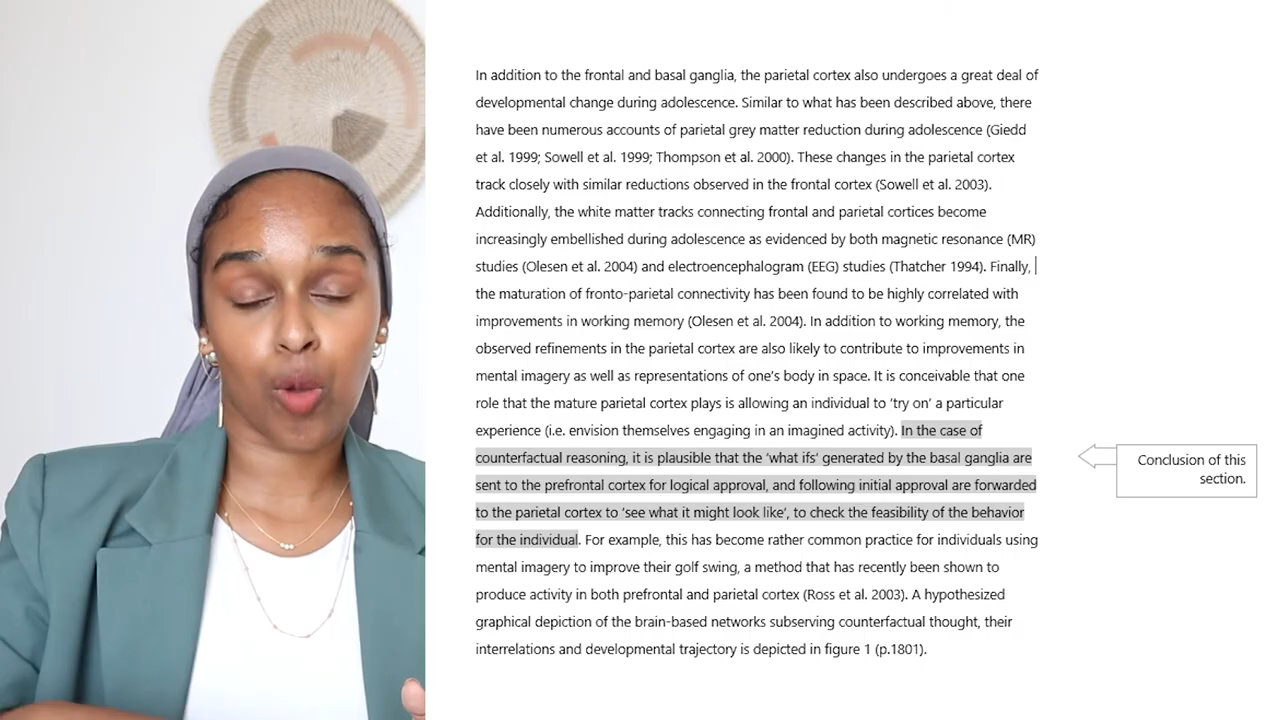 In addition to the frontal and basal ganglia, the parietal cortex also undergoes a great deal of
developmental change during adolescence. Similar to what has been described above, there
have been numerous accounts of parietal grey matter reduction during adolescence (Giedd
et al. 1999; Sowell et al. 1999; Thompson et al. 2000). These changes in the parietal cortex
track closely with similar reductions observed in the frontal cortex (Sowell et al. 2003).
Additionally, the white matter tracks connecting frontal and parietal cortices become
increasingly embellished during adolescence as evidenced by both magnetic resonance (MR)
studies (Olesen et al. 2004) and electroencephalogram (EEG) studies (Thatcher 1994). Finally,
the maturation of fronto-parietal connectivity has been found to be highly correlated with
improvements in working memory (Olesen et al. 2004). In addition to working memory, the
observed refinements in the parietal cortex are also likely to contribute to improvements in
mental imagery as well as representations of one's body in space. It is conceivable that one
role that the mature parietal cortex plays is allowing an individual to 'try on' a particular
experience (i.e. envision themselves engaging in an imagined activity). In the case of
counterfactual reasoning, it is plausible that the 'what ifs' generated by the basal ganglia are
sent to the prefrontal cortex for logical approval, and following initial approval are forwarded
to the parietal cortex to 'see what it might look like', to check the feasibility of the behavior
for the individual. For example, this has become rather common practice for individuals using
mental imagery to improve their golf swing, a method that has recently been shown to
produce activity in both prefrontal and parietal cortex (Ross et al. 2003). A hypothesized
graphical depiction of the brain-based networks subserving counterfactual thought, their
interrelations and developmental trajectory is depicted in figure 1 (p.1801).
Conclusion of this
section.